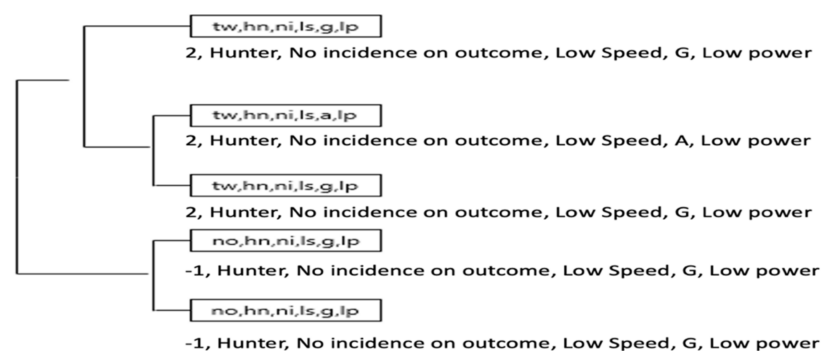 tw,hn,ni,ls,g,lp
2, Hunter, No incidence on outcome, Low Speed, G, Low power
tw,hn,ni,ls,a,lp
2, Hunter, No incidence on outcome, Low Speed, A, Low power
tw,hn,ni,ls,g,lp
2, Hunter, No incidence on outcome, Low Speed, G, Low power
no,hn,ni,ls,g,lp
-1, Hunter, No incidence on outcome, Low Speed, G, Low power
no,hn,ni,ls,g,lp
-1, Hunter, No incidence on outcome, Low Speed, G, Low power